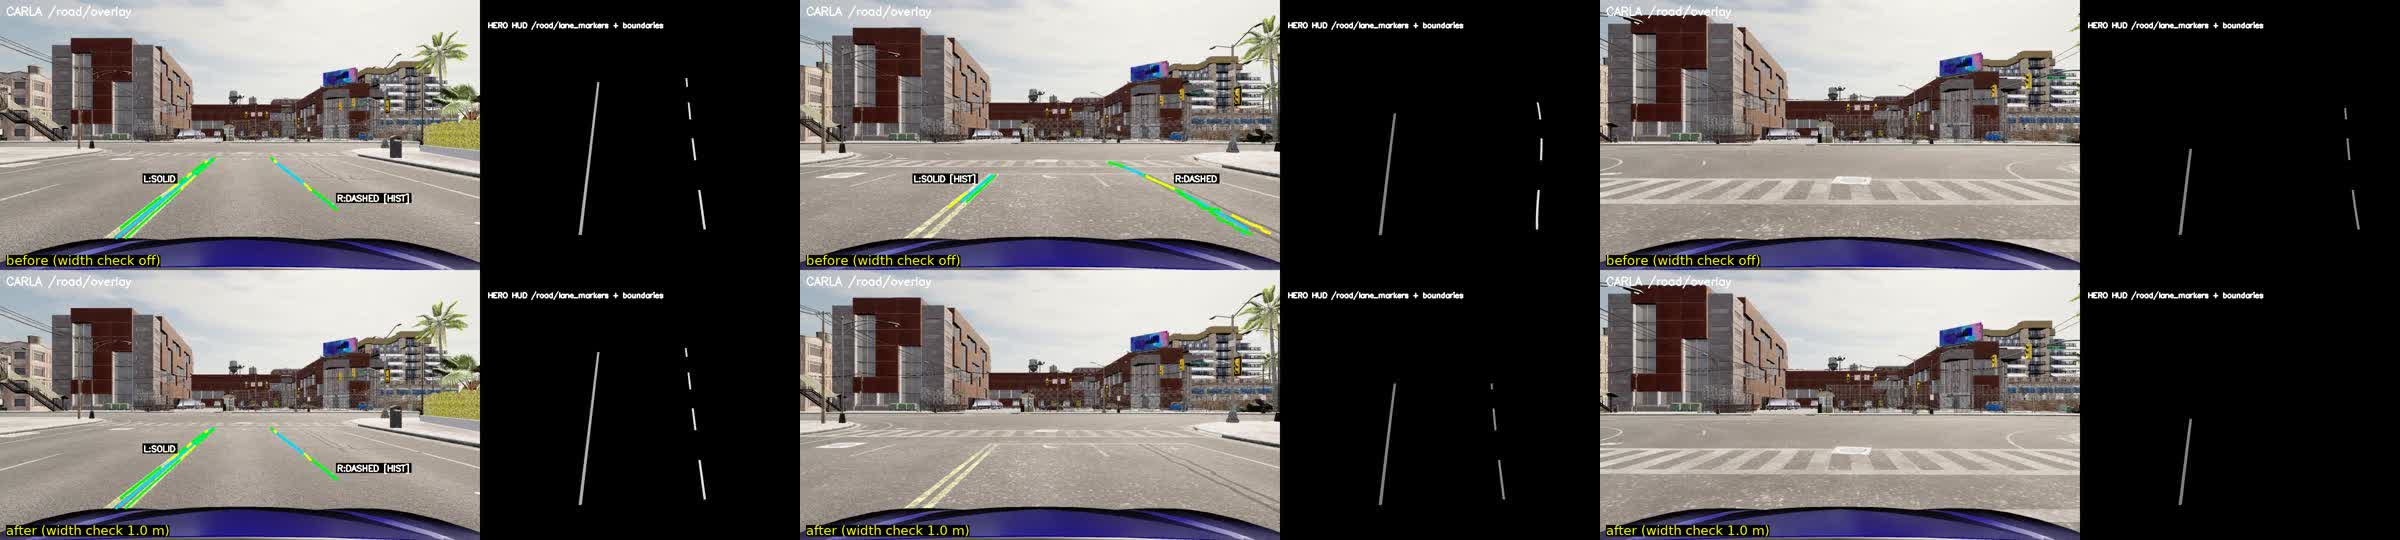 CARLA /road/overlay
HERO HUD /road/lane_markers + boundaries
CARLA /road/overlay
HERO HUD /road/lane_markers + boundaries
CARLA /road/overlay
HERO HUD /road/lane_markers + boundaries
L:SOLID
R:DASHED [HIST]
L:SOLID [HIST]
R:DASHED
before (width check off)
before (width check off)
before (width check off)
CARLA /road/overlay
HERO HUD /road/lane_markers + boundaries
CARLA /road/overlay
HERO HUD /road/lane_markers + boundaries
CARLA /road/overlay
HERO HUD /road/lane_markers + boundaries
L:SOLID
R:DASHED [HIST]
after (width check 1.0 m)
after (width check 1.0 m)
after (width check 1.0 m)